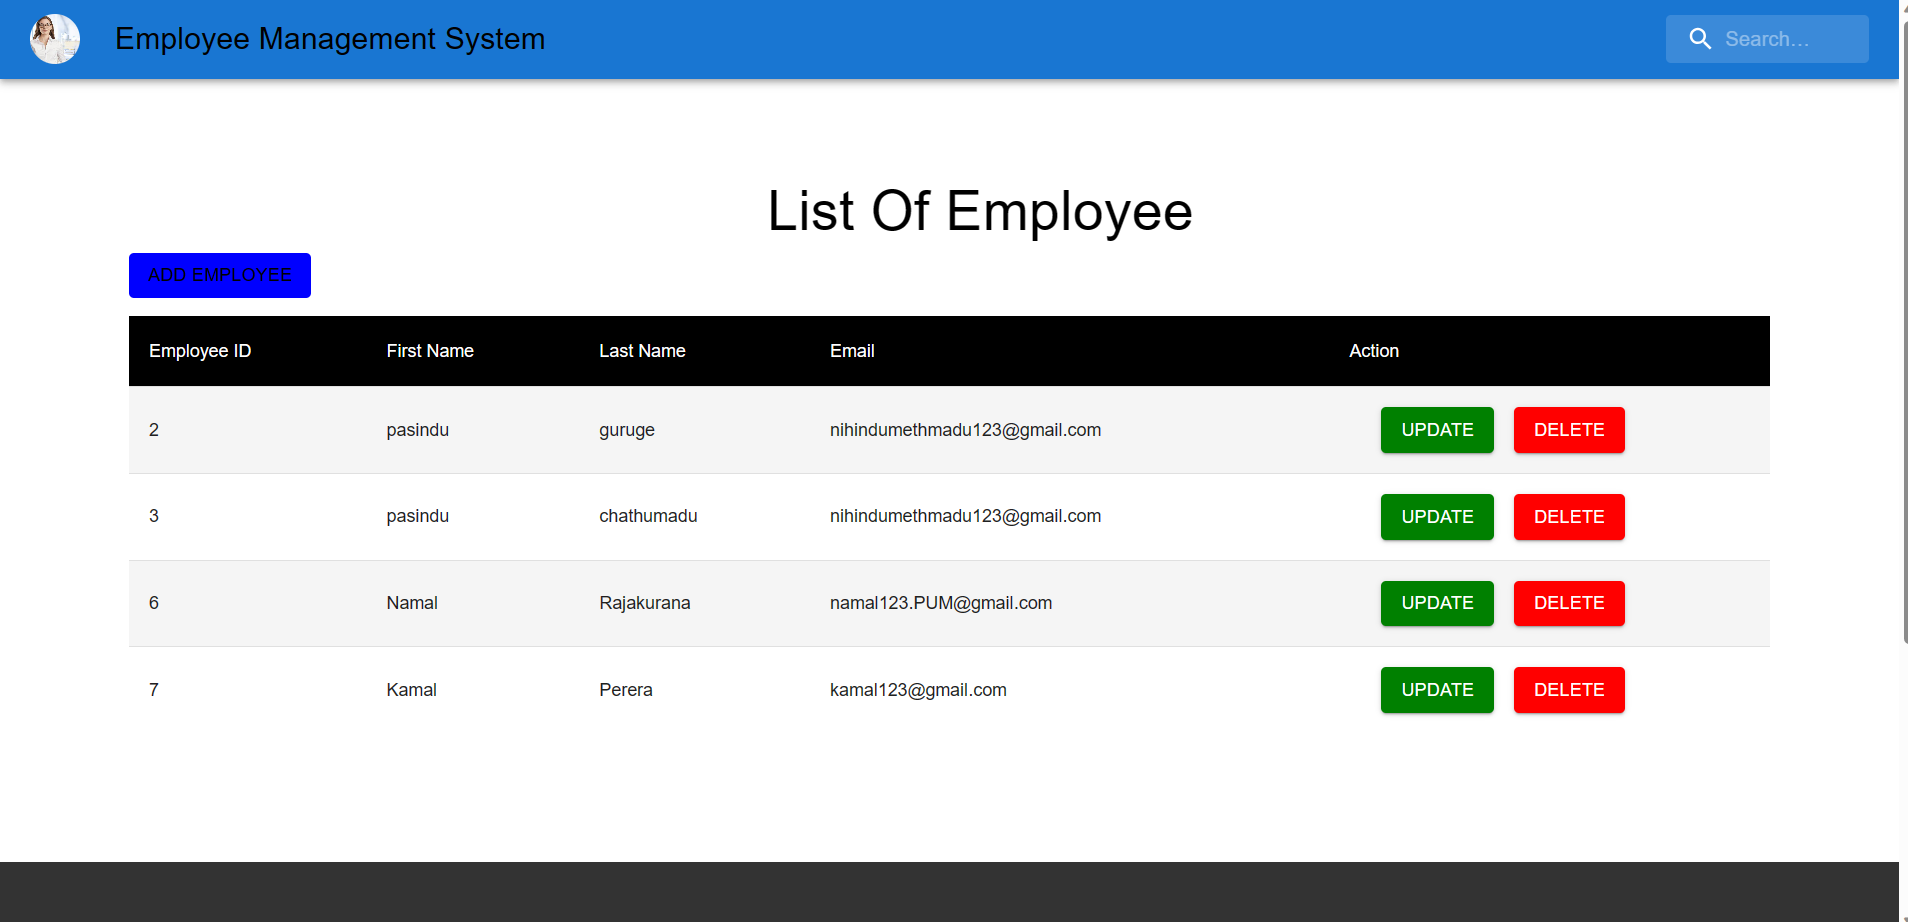 Employee Management System
Search...
List Of Employee
ADD EMPLOYEE
Employee ID First Name Last Name Email Action
2 pasindu guruge nihindumethmadu123@gmail.com UPDATE DELETE
3 pasindu chathumadu nihindumethmadu123@gmail.com UPDATE DELETE
6 Namal Rajakurana namal123.PUM@gmail.com UPDATE DELETE
7 Kamal Perera kamal123@gmail.com UPDATE DELETE